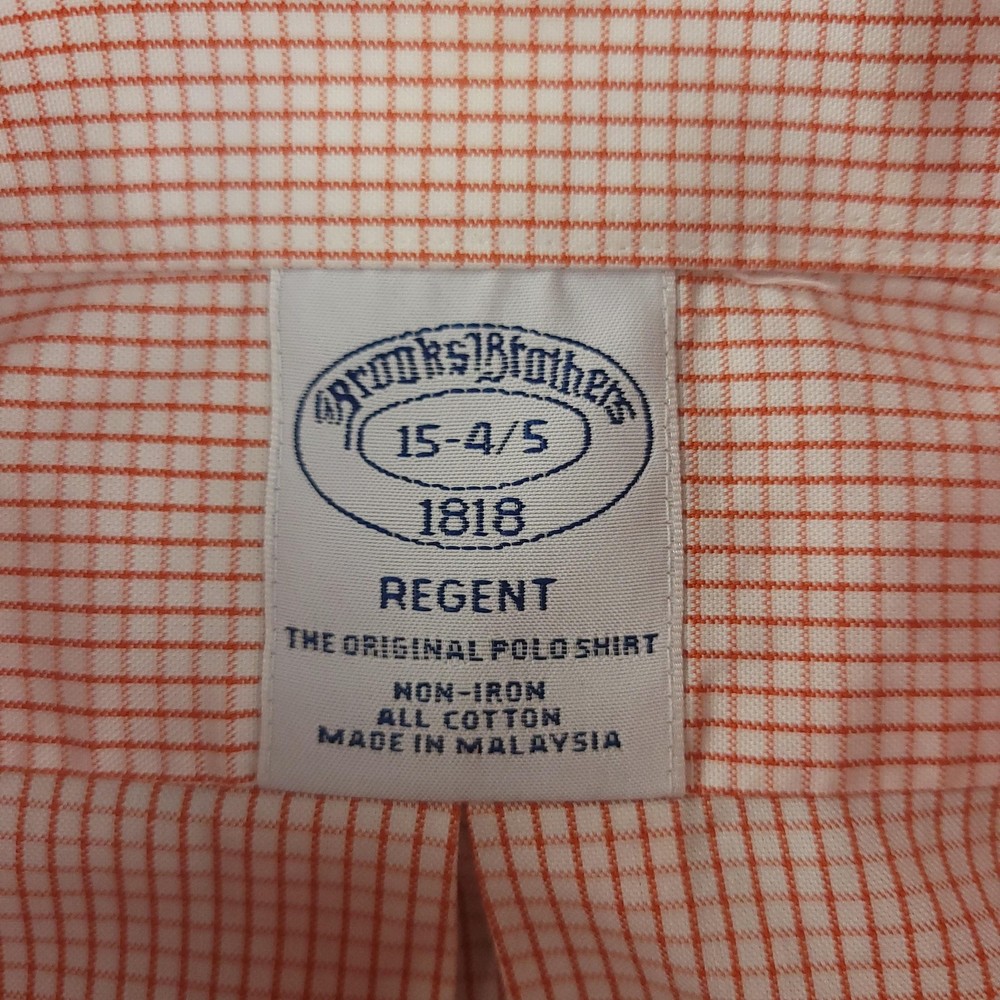 Brooks Brothers
15-4/5
1818
REGENT
THE ORIGINAL POLO SHIRT
NON-IRON
ALL COTTON
MADE IN MALAYSIA